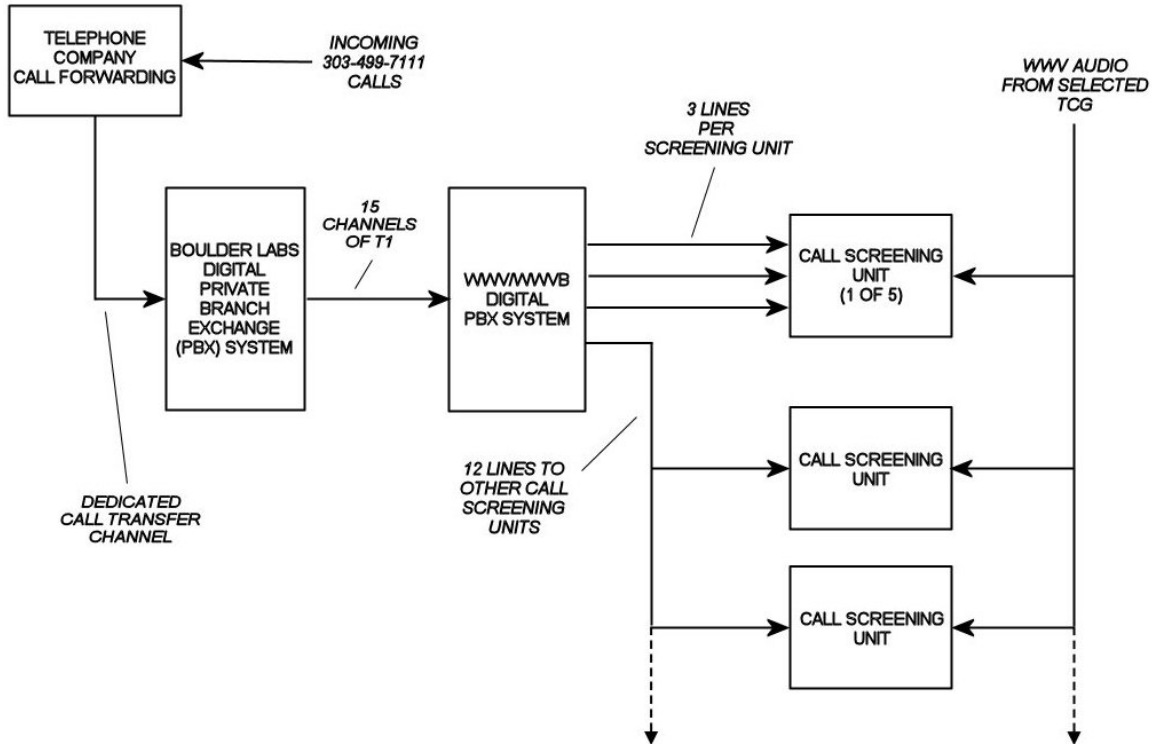 TELEPHONE
COMPANY
CALL FORWARDING
INCOMING
303-499-7111
CALLS
WWV AUDIO
FROM SELECTED
TCG
3 LINES
PER
SCREENING UNIT
15
CHANNELS
OF T1
BOULDER LABS
DIGITAL
PRIVATE
BRANCH
EXCHANGE
(PBX) SYSTEM
WWV/WWVB
DIGITAL
PBX SYSTEM
CALL SCREENING
UNIT
(1 OF 5)
12 LINES TO
OTHER CALL
SCREENING
UNITS
CALL SCREENING
UNIT
DEDICATED
CALL TRANSFER
CHANNEL
CALL SCREENING
UNIT